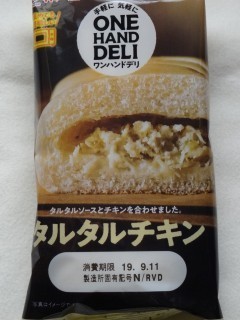 手軽に 気軽に
ONE
HAND
DELI
ワンハンドデリ
タルタルソースとチキンを合わせました。
タルタルチキン
消費期限 19. 9.11
製造所固有記号 N/RVD